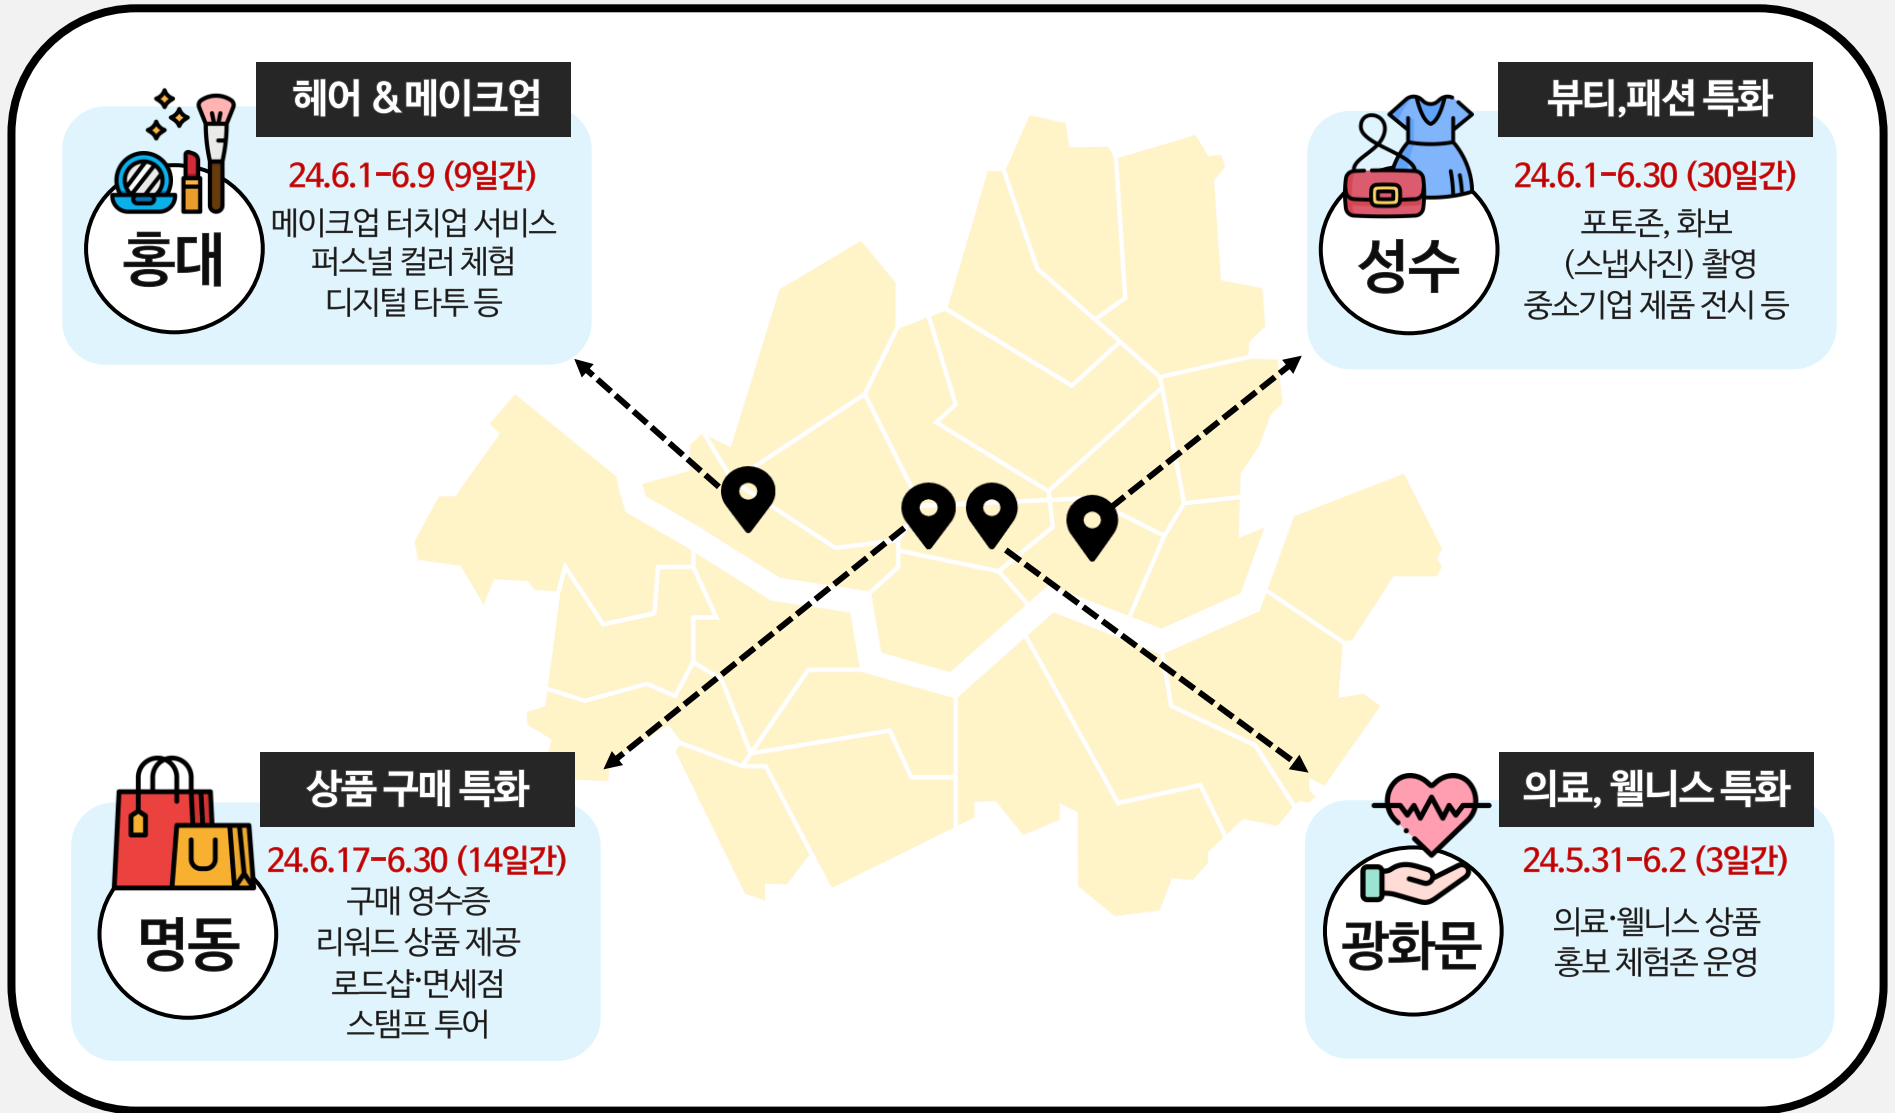 헤어 &메이크업
24.6.1-6.9 (9일간)
메이크업 터치업 서비스
퍼스널 컬러 체험
디지털 타투 등
홍대
뷰티,패션 특화
24.6.1-6.30 (30일간)
포토존, 화보
(스냅사진) 촬영
중소기업 제품 전시 등
성수
상품 구매 특화
24.6.17-6.30 (14일간)
구매 영수증
리워드 상품 제공
로드샵·면세점
스탬프 투어
명동
의료, 웰니스 특화
24.5.31-6.2 (3일간)
의료·웰니스 상품
홍보 체험존 운영
광화문